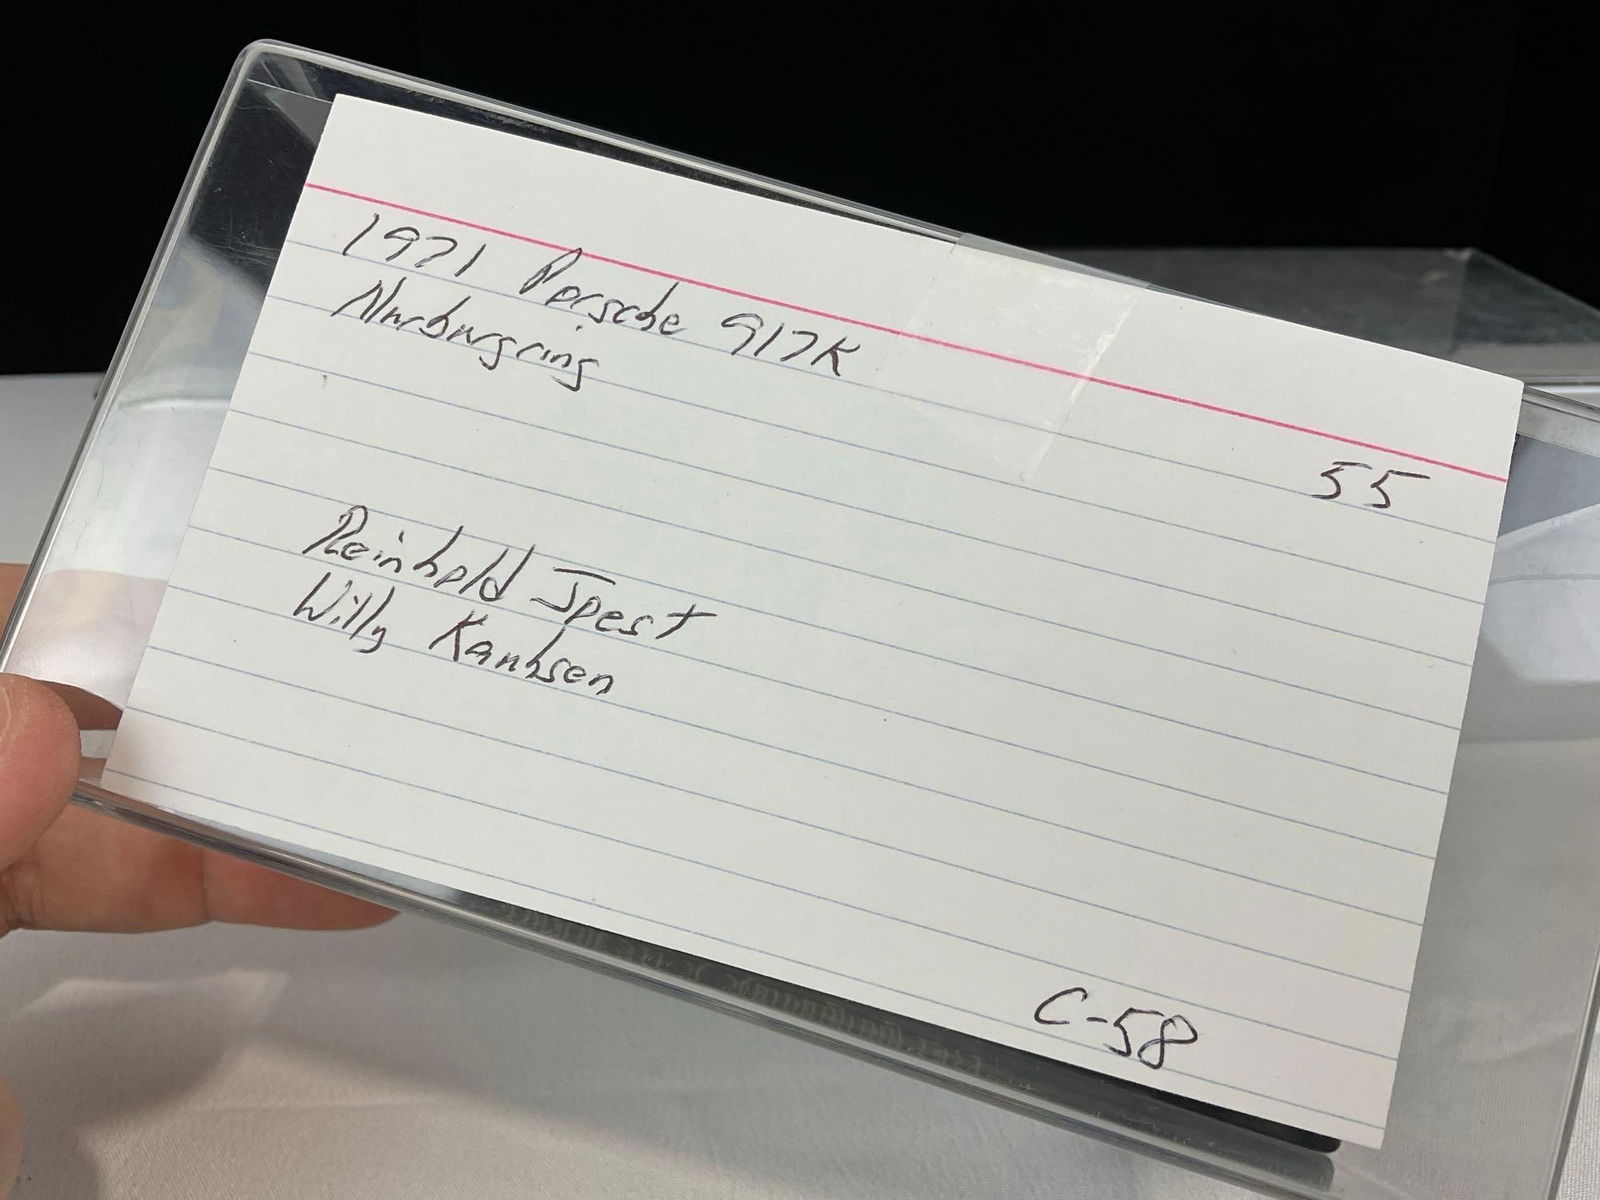 1971 Porsche 917K
Nurburgring
55
Reinhold Joest
Willy Kauhsen
C-58